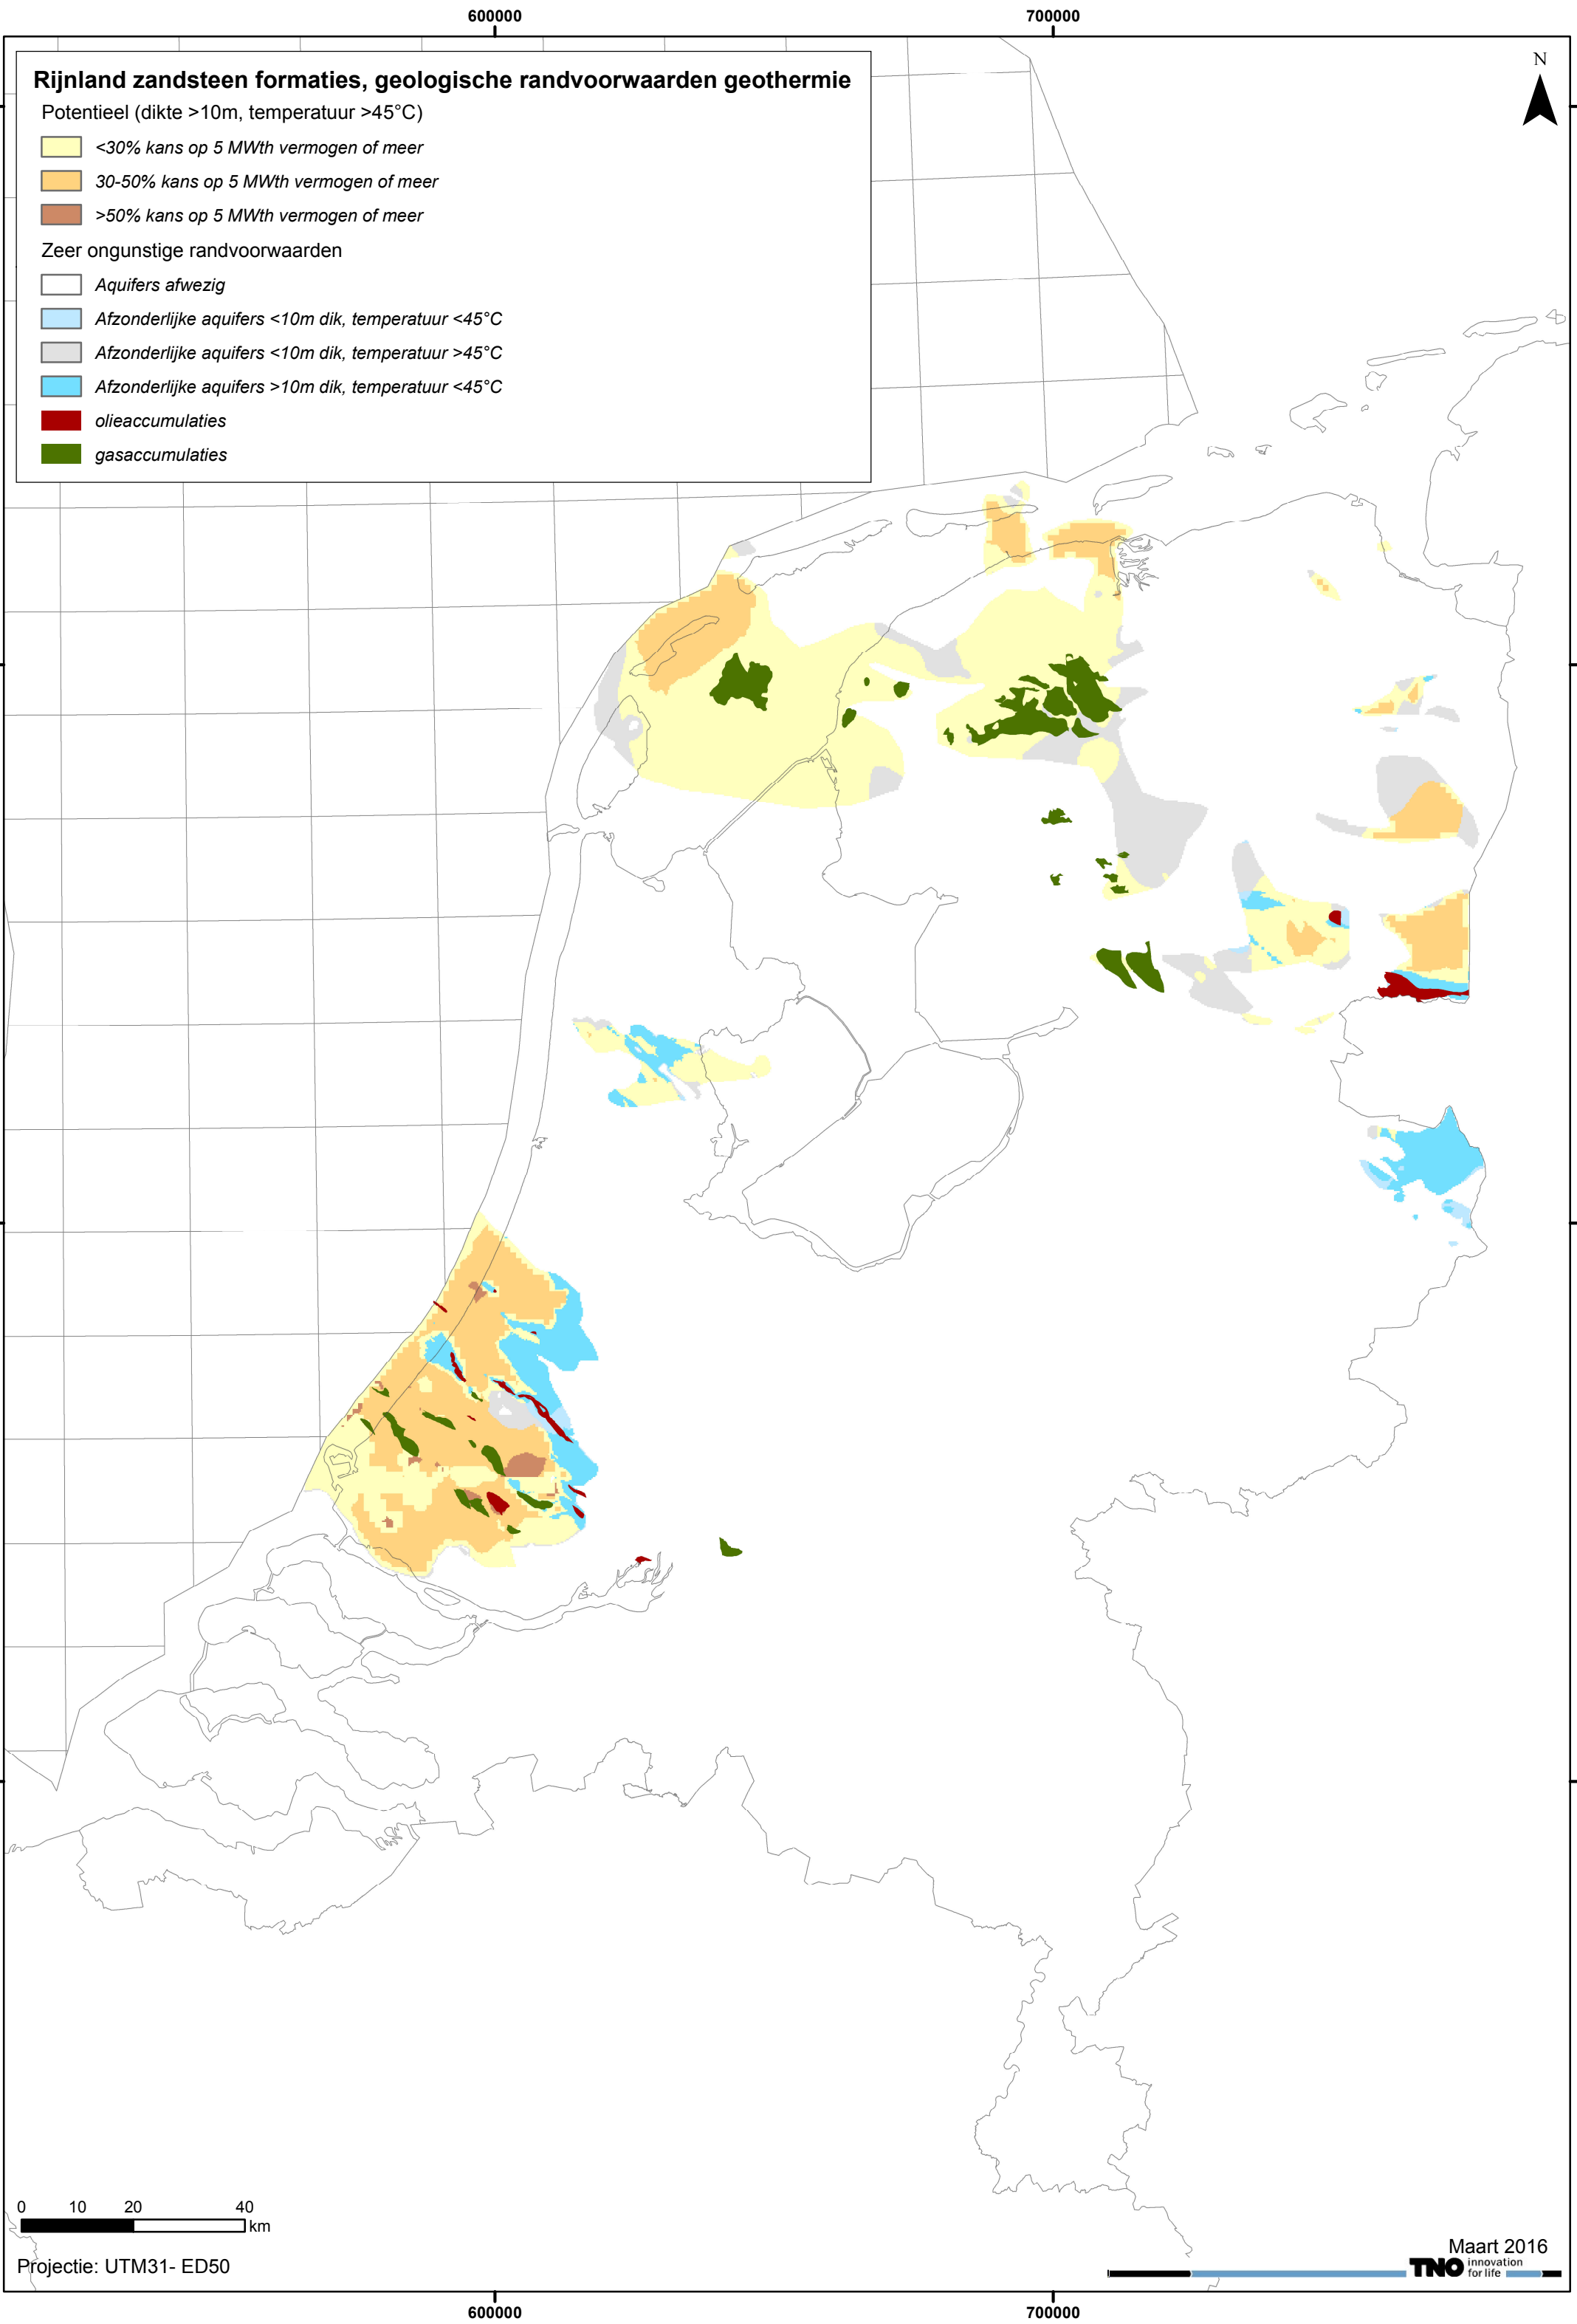 600000 700000
Rijnland zandsteen formaties, geologische randvoorwaarden geothermie
Potentieel (dikte >10m, temperatuur >45°C)
<30% kans op 5 MWth vermogen of meer
30-50% kans op 5 MWth vermogen of meer
>50% kans op 5 MWth vermogen of meer
Zeer ongunstige randvoorwaarden
Aquifers afwezig
Afzonderlijke aquifers <10m dik, temperatuur <45°C
Afzonderlijke aquifers <10m dik, temperatuur >45°C
Afzonderlijke aquifers >10m dik, temperatuur <45°C
olieaccumulaties
gasaccumulaties
N
0 10 20 40
km
Projectie: UTM31- ED50
Maart 2016
TNO innovation
for life
600000 700000